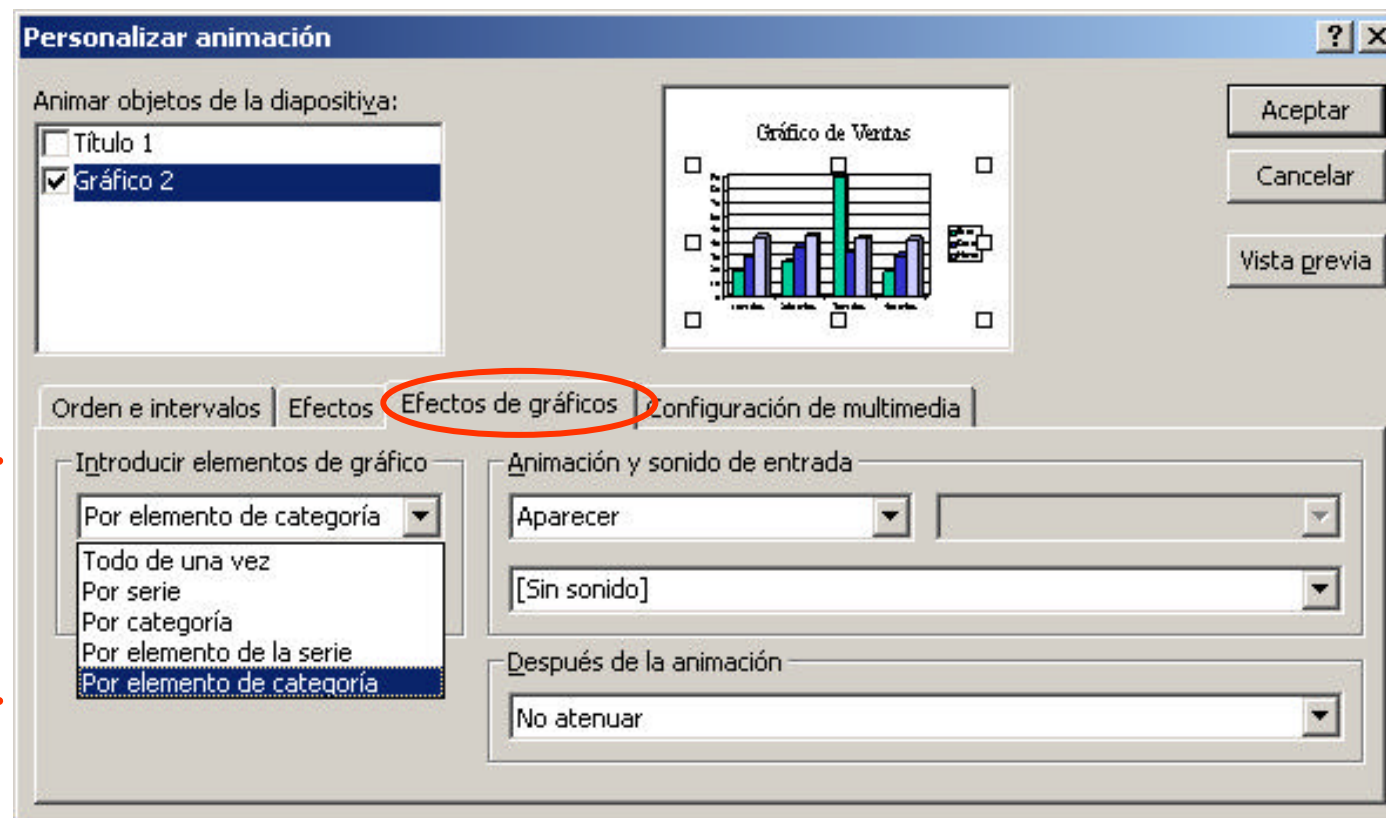 Personalizar animación
Animar objetos de la diapositiva:
Título 1
Gráfico 2
Gráfico de Ventas
Aceptar
Cancelar
Vista previa
Orden e intervalos
Efectos
Efectos de gráficos
Configuración de multimedia
Introducir elementos de gráfico
Por elemento de categoría
Todo de una vez
Por serie
Por categoría
Por elemento de la serie
Por elemento de categoría
Animación y sonido de entrada
Aparecer
[Sin sonido]
Después de la animación
No atenuar